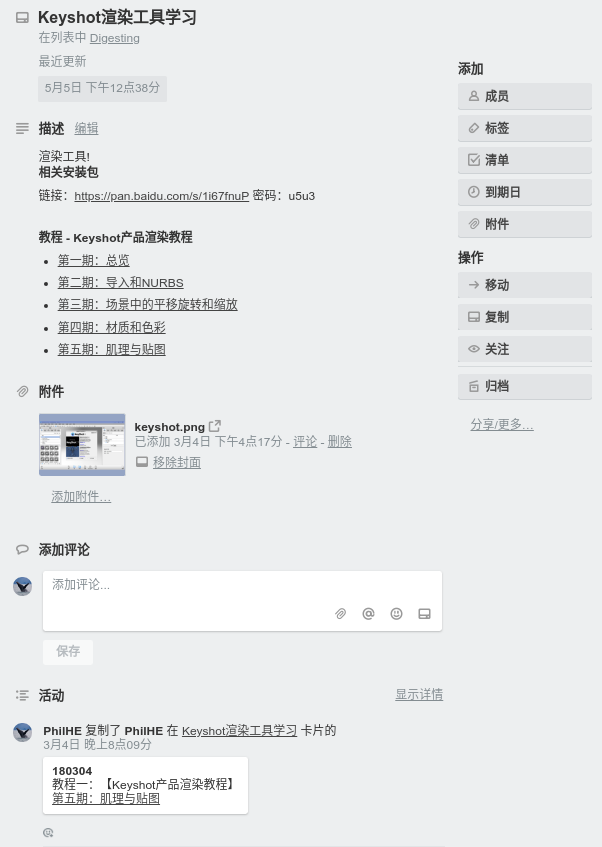 Keyshot渲染工具学习
在列表中 Digesting
最近更新
5月5日 下午12点38分
描述 编辑
渲染工具!
相关安装包
链接：https://pan.baidu.com/s/1i67fnuP 密码：u5u3
教程 - Keyshot产品渲染教程
第一期：总览
第二期：导入和NURBS
第三期：场景中的平移旋转和缩放
第四期：材质和色彩
第五期：肌理与贴图
附件
keyshot.png
已添加 3月4日 下午4点17分 - 评论 - 删除
移除封面
添加附件…
添加评论
添加评论...
保存
活动 显示详情
PhilHE 复制了 PhilHE 在 Keyshot渲染工具学习 卡片的
3月4日 晚上8点09分
180304
教程一：【Keyshot产品渲染教程】
第五期：肌理与贴图
添加
成员
标签
清单
到期日
附件
操作
移动
复制
关注
归档
分享/更多…